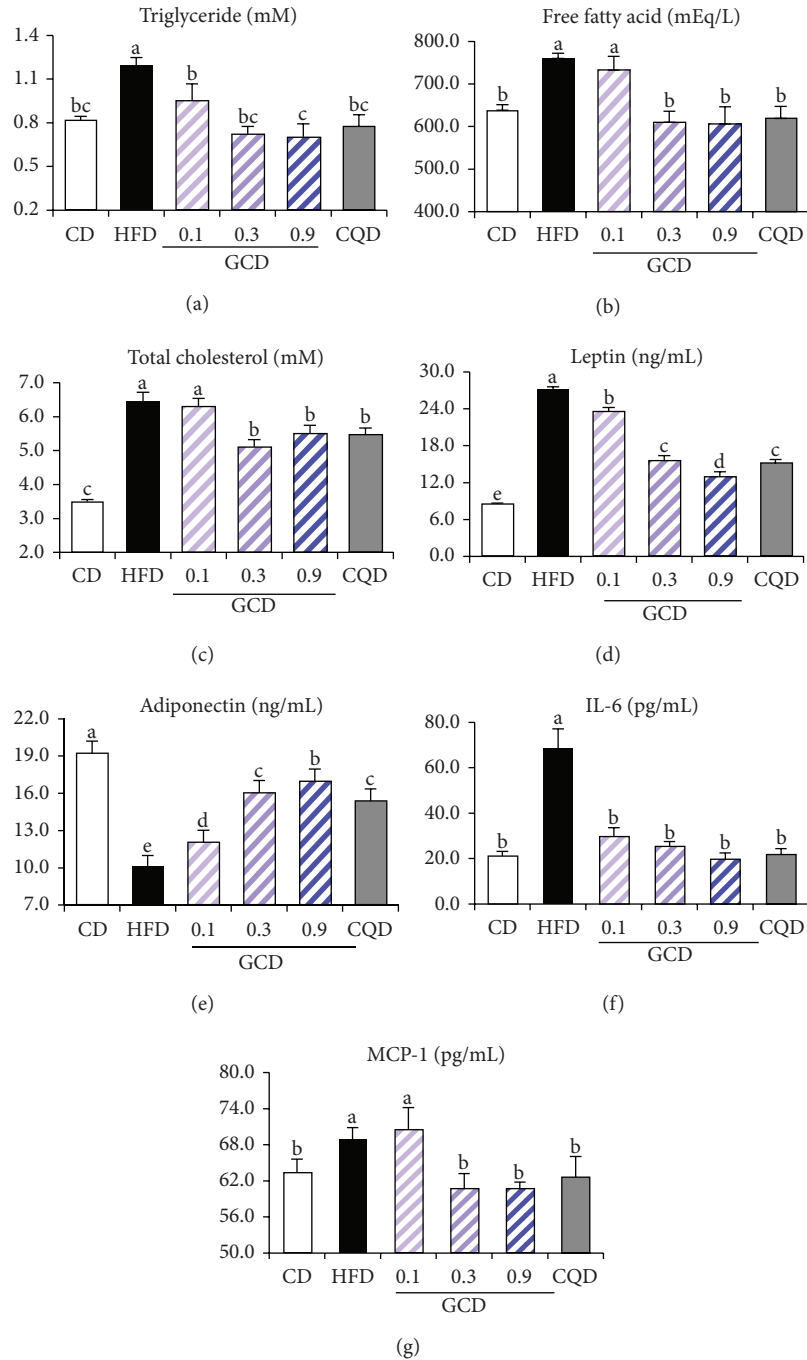 Triglyceride (mM)
1.4
1.1
0.8
0.5
0.2
bc
a
b
bc
c
bc
CD HFD 0.1 0.3 0.9 CQD
GCD
(a)
Free fatty acid (mEq/L)
800.0
700.0
600.0
500.0
400.0
b
a
a
b
b
b
CD HFD 0.1 0.3 0.9 CQD
GCD
(b)
Total cholesterol (mM)
7.0
6.0
5.0
4.0
3.0
2.0
c
a
a
b
b
b
CD HFD 0.1 0.3 0.9 CQD
GCD
(c)
Leptin (ng/mL)
30.0
24.0
18.0
12.0
6.0
0.0
e
a
b
c
d
c
CD HFD 0.1 0.3 0.9 CQD
GCD
(d)
Adiponectin (ng/mL)
22.0
19.0
16.0
13.0
10.0
7.0
a
e
d
c
b
c
CD HFD 0.1 0.3 0.9 CQD
GCD
(e)
IL-6 (pg/mL)
80.0
60.0
40.0
20.0
0.0
b
a
b
b
b
b
CD HFD 0.1 0.3 0.9 CQD
GCD
(f)
MCP-1 (pg/mL)
80.0
74.0
68.0
62.0
56.0
50.0
b
a
a
b
b
b
CD HFD 0.1 0.3 0.9 CQD
GCD
(g)